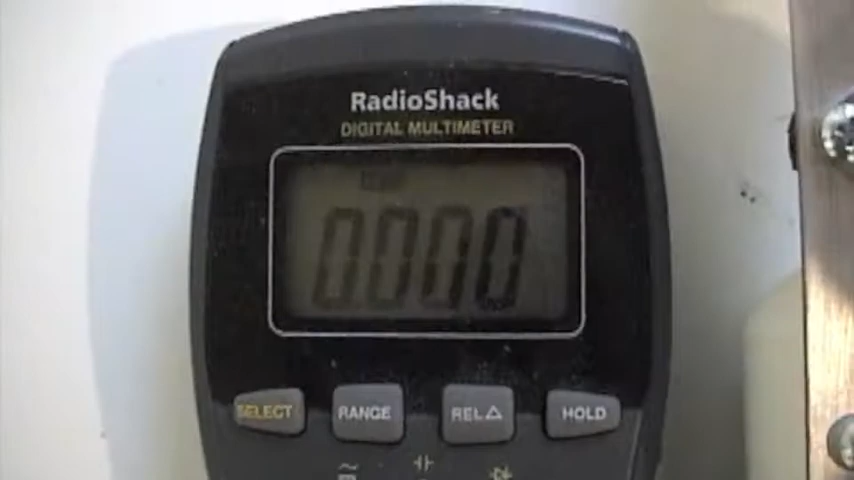 RadioShack
DIGITAL MULTIMETER
0000
SELECT
RANGE
REL△
HOLD